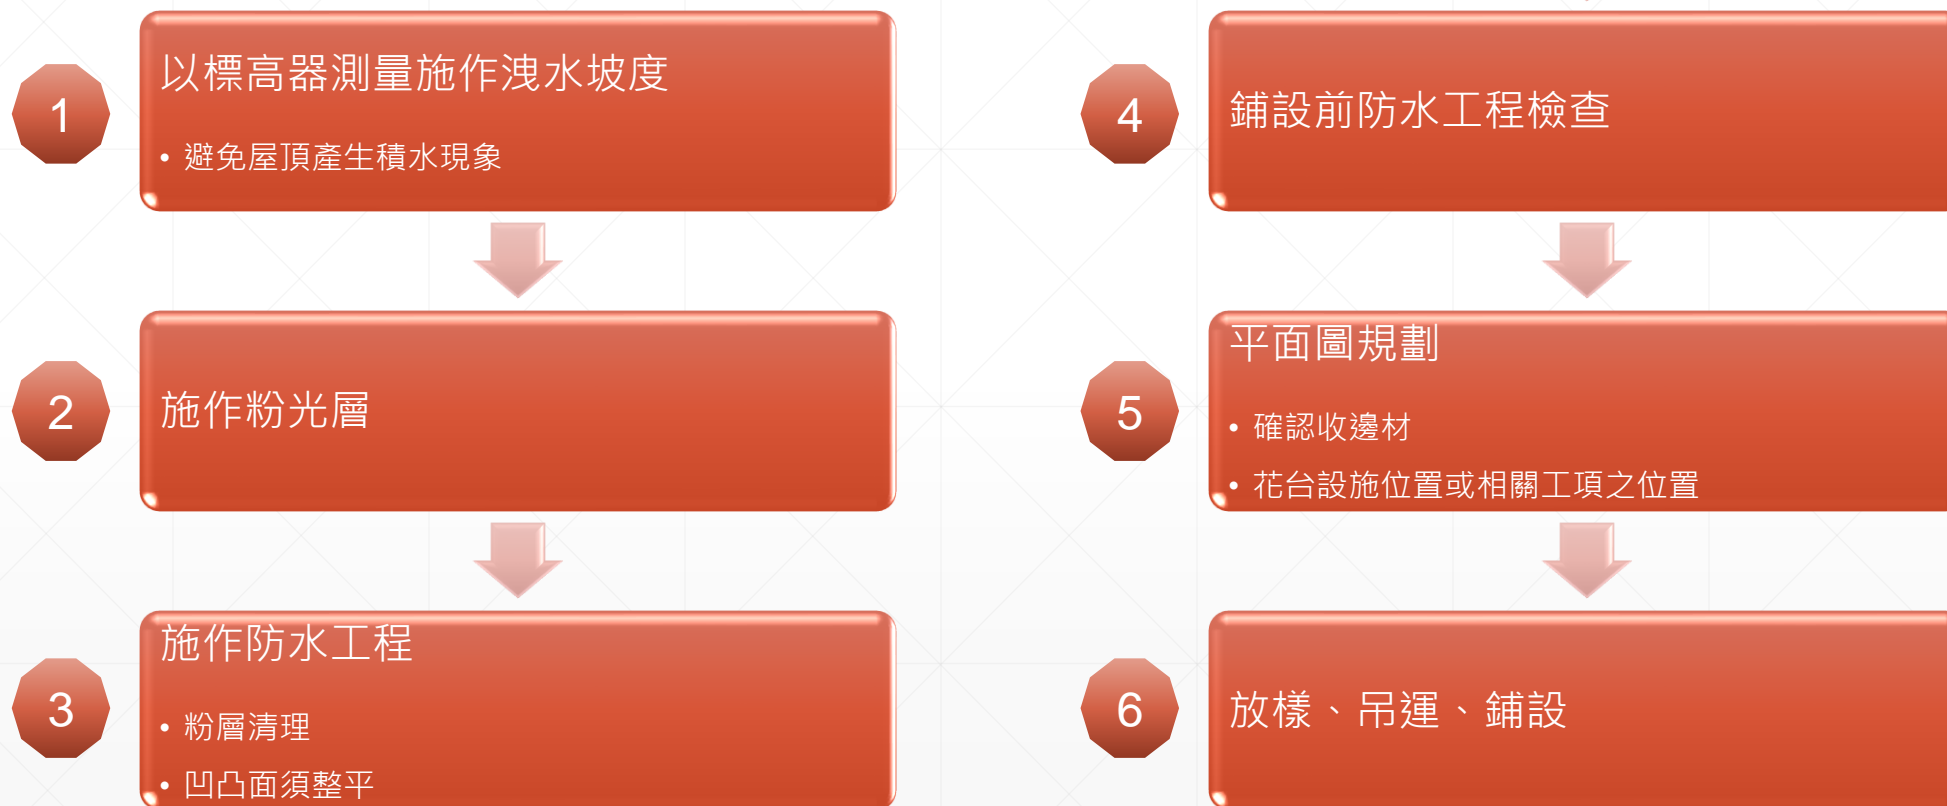 1
以標高器測量施作洩水坡度
• 避免屋頂產生積水現象
2
施作粉光層
3
施作防水工程
• 粉層清理
• 凹凸面須整平
4
鋪設前防水工程檢查
5
平面圖規劃
• 確認收邊材
• 花台設施位置或相關工項之位置
6
放樣、吊運、鋪設